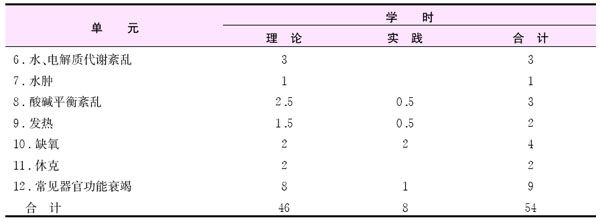 单 元 学 时
理 论 实 践 合 计
6.水、电解质代谢紊乱 3 3
7.水肿 1 1
8.酸碱平衡紊乱 2.5 0.5 3
9.发热 1.5 0.5 2
10.缺氧 2 2 4
11.休克 2 2
12.常见器官功能衰竭 8 1 9
合 计 46 8 54